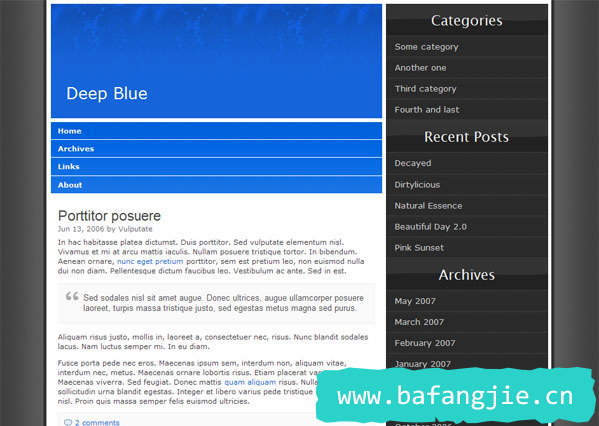 Deep Blue
Home
Archives
Links
About
Porttitor posuere
Jun 13, 2006 by Vulputate
In hac habitasse platea dictumst. Duis porttitor. Sed vulputate elementum nisl.
Vivamus et mi at arcu mattis iaculis. Nullam posuere tristique tortor. In bibendum.
Aenean ornare, nunc eget pretium porttitor, sem est pretium leo, non euismod nulla
dui non diam. Pellentesque dictum faucibus leo. Vestibulum ac ante. Sed in est.
Sed sodales nisl sit amet augue. Donec ultrices, augue ullamcorper posuere
laoreet, turpis massa tristique justo, sed egestas metus magna sed purus.
Aliquam risus justo, mollis in, laoreet a, consectetuer nec, risus. Nunc blandit sodales
lacus. Nam luctus semper mi. In eu diam.
Fusce porta pede nec eros. Maecenas ipsum sem, interdum non, aliquam vitae,
interdum nec, metus. Maecenas ornare lobortis risus. Etiam placerat
Maecenas viverra. Sed feugiat. Donec mattis quam aliquam risus. Nulla
sollicitudin urna blandit egestas. Integer et libero varius pede tristique
nisl. Proin quis massa semper felis euismod ultricies.
2 comments
Categories
Some category
Another one
Third category
Fourth and last
Recent Posts
Decayed
Dirtylicious
Natural Essence
Beautiful Day 2.0
Pink Sunset
Archives
May 2007
March 2007
February 2007
January 2007
www.bafangjie.cn